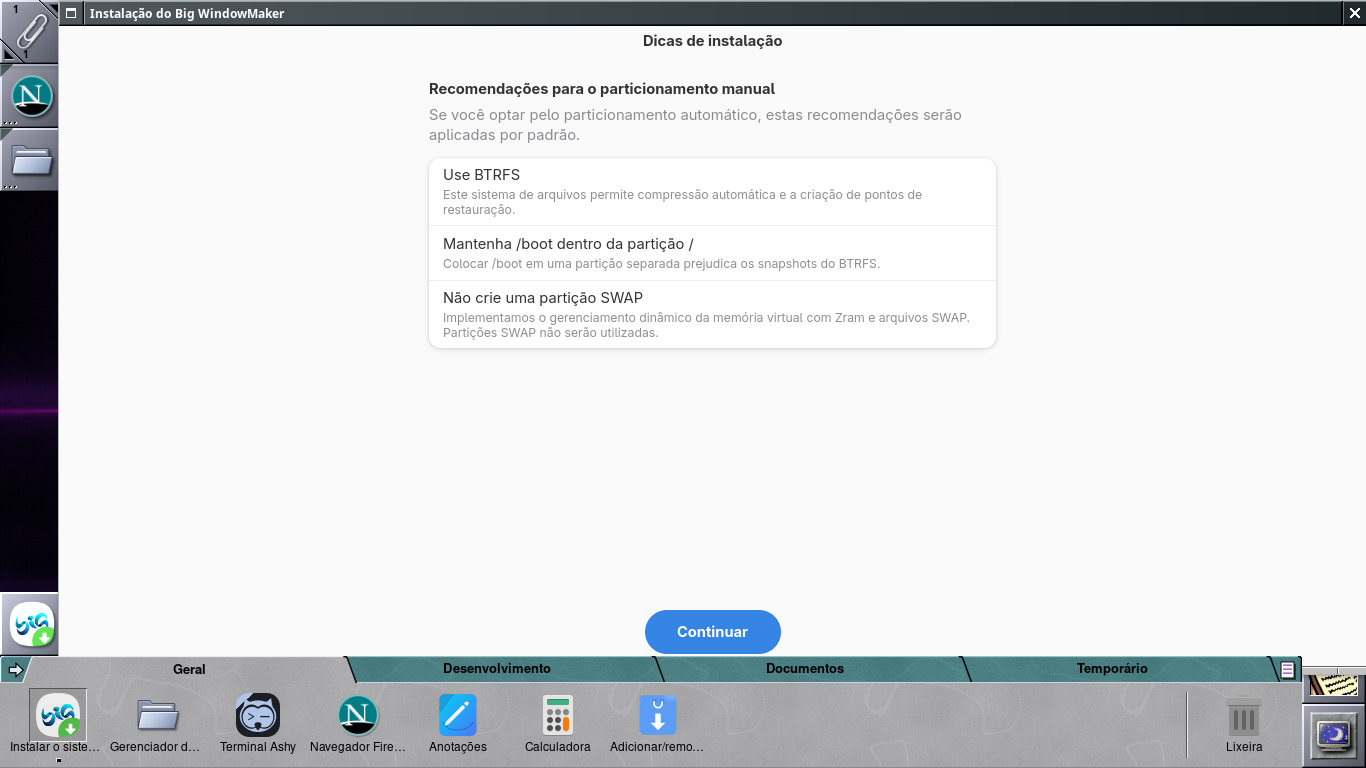 1
Instalação do Big WindowMaker
1
Dicas de instalação
Recomendações para o particionamento manual
Se você optar pelo particionamento automático, estas recomendações serão
aplicadas por padrão.
Use BTRFS
Este sistema de arquivos permite compressão automática e a criação de pontos de
restauração.
Mantenha /boot dentro da partição /
Colocar /boot em uma partição separada prejudica os snapshots do BTRFS.
Não crie uma partição SWAP
Implementamos o gerenciamento dinâmico da memória virtual com Zram e arquivos SWAP.
Partições SWAP não serão utilizadas.
N
...
...
big
Continuar
Geral
Desenvolvimento
Documentos
Temporário
big
N
Instalar o siste...
Gerenciador d...
Terminal Ashy
Navegador Fire...
Anotações
Calculadora
Adicionar/remo...
Lixeira